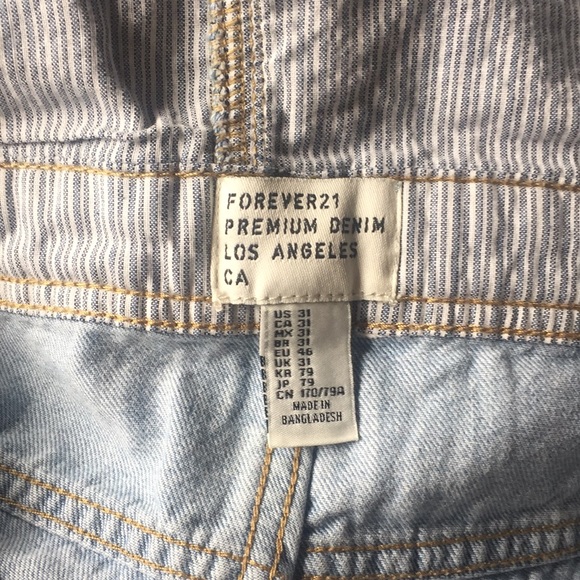 FOREVER21
PREMIUM DENIM
LOS ANGELES
CA
US 31
CA 31
MX 31
BR 31
EU 46
UK 31
KR 79
JP 79
CN 170/79A
MADE IN
BANGLADESH